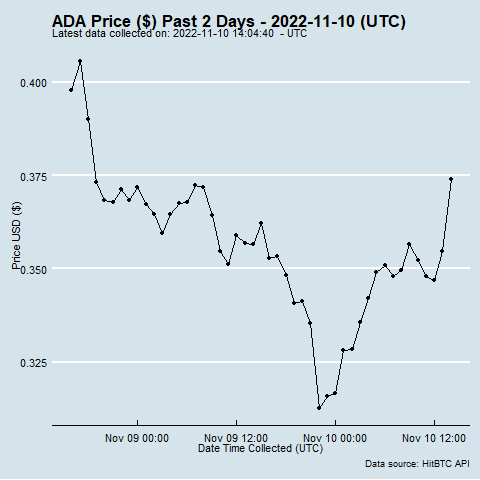 ADA Price ($) Past 2 Days - 2022-11-10 (UTC)
Latest data collected on: 2022-11-10 14:04:40  - UTC
0.400
0.375
0.350
0.325
Price USD ($)
Nov 09 00:00
Nov 09 12:00
Nov 10 00:00
Nov 10 12:00
Date Time Collected (UTC)
Data source: HitBTC API